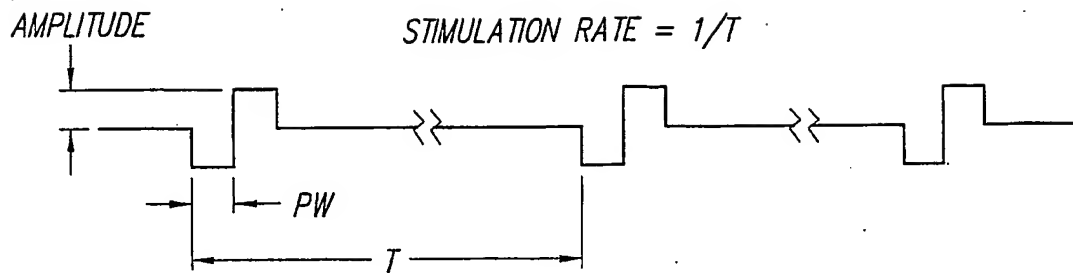 AMPLITUDE
STIMULATION RATE = 1/T
PW
T